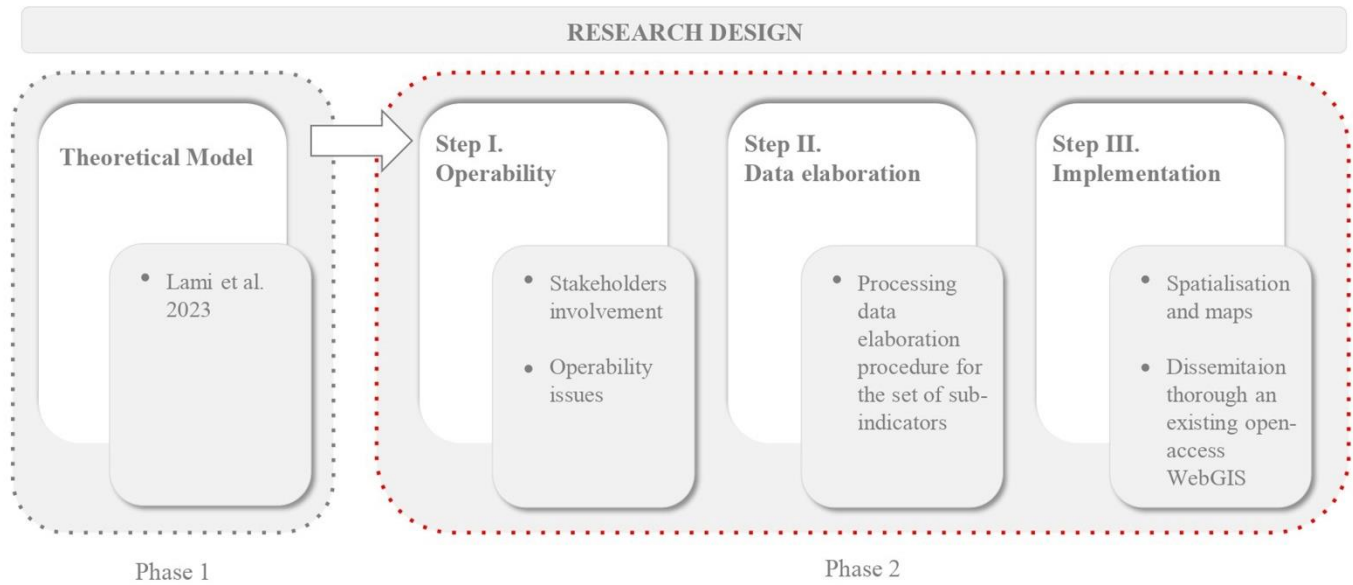 RESEARCH DESIGN
Theoretical Model
• Lami et al.
2023
Step I.
Operability
• Stakeholders
involvement
• Operability
issues
Step II.
Data elaboration
• Processing
data
elaboration
procedure for
the set of sub-
indicators
Step III.
Implementation
• Spatialisation
and maps
• Dissemitaion
thorough an
existing open-
access
WebGIS
Phase 1
Phase 2